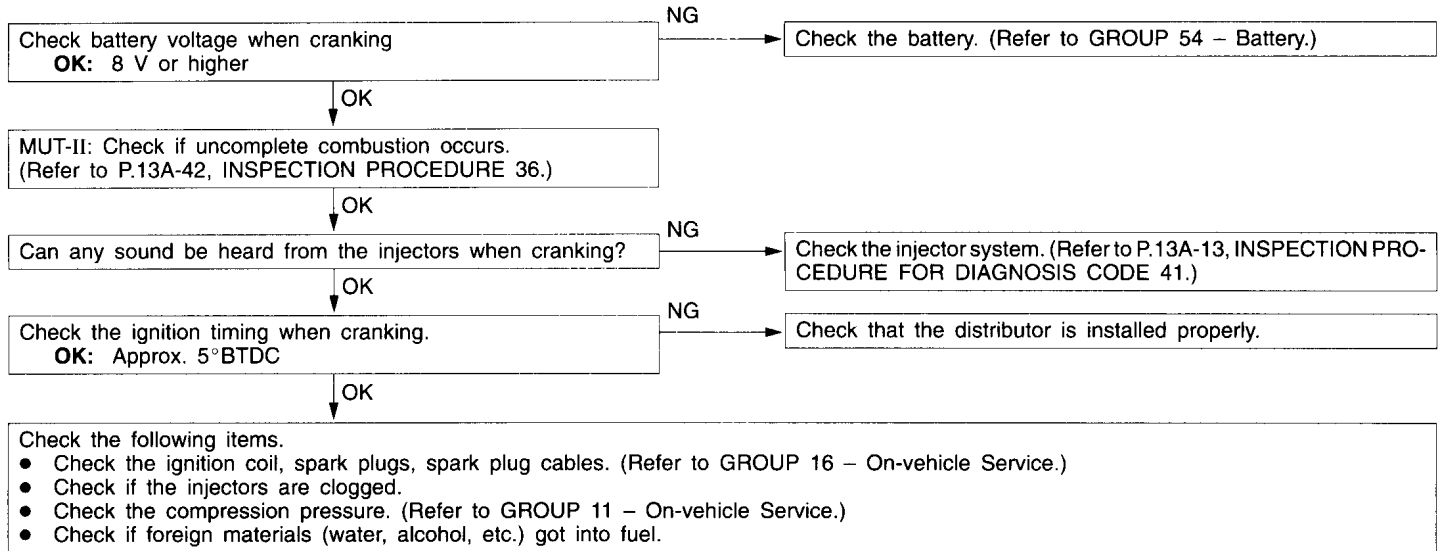 Check battery voltage when cranking
OK: 8 V or higher
NG
Check the battery. (Refer to GROUP 54 – Battery.)
OK
MUT-II: Check if uncomplete combustion occurs.
(Refer to P.13A-42, INSPECTION PROCEDURE 36.)
OK
Can any sound be heard from the injectors when cranking?
NG
Check the injector system. (Refer to P.13A-13, INSPECTION PRO-
CEDURE FOR DIAGNOSIS CODE 41.)
OK
Check the ignition timing when cranking.
OK: Approx. 5°BTDC
NG
Check that the distributor is installed properly.
OK
Check the following items.
● Check the ignition coil, spark plugs, spark plug cables. (Refer to GROUP 16 – On-vehicle Service.)
● Check if the injectors are clogged.
● Check the compression pressure. (Refer to GROUP 11 – On-vehicle Service.)
● Check if foreign materials (water, alcohol, etc.) got into fuel.